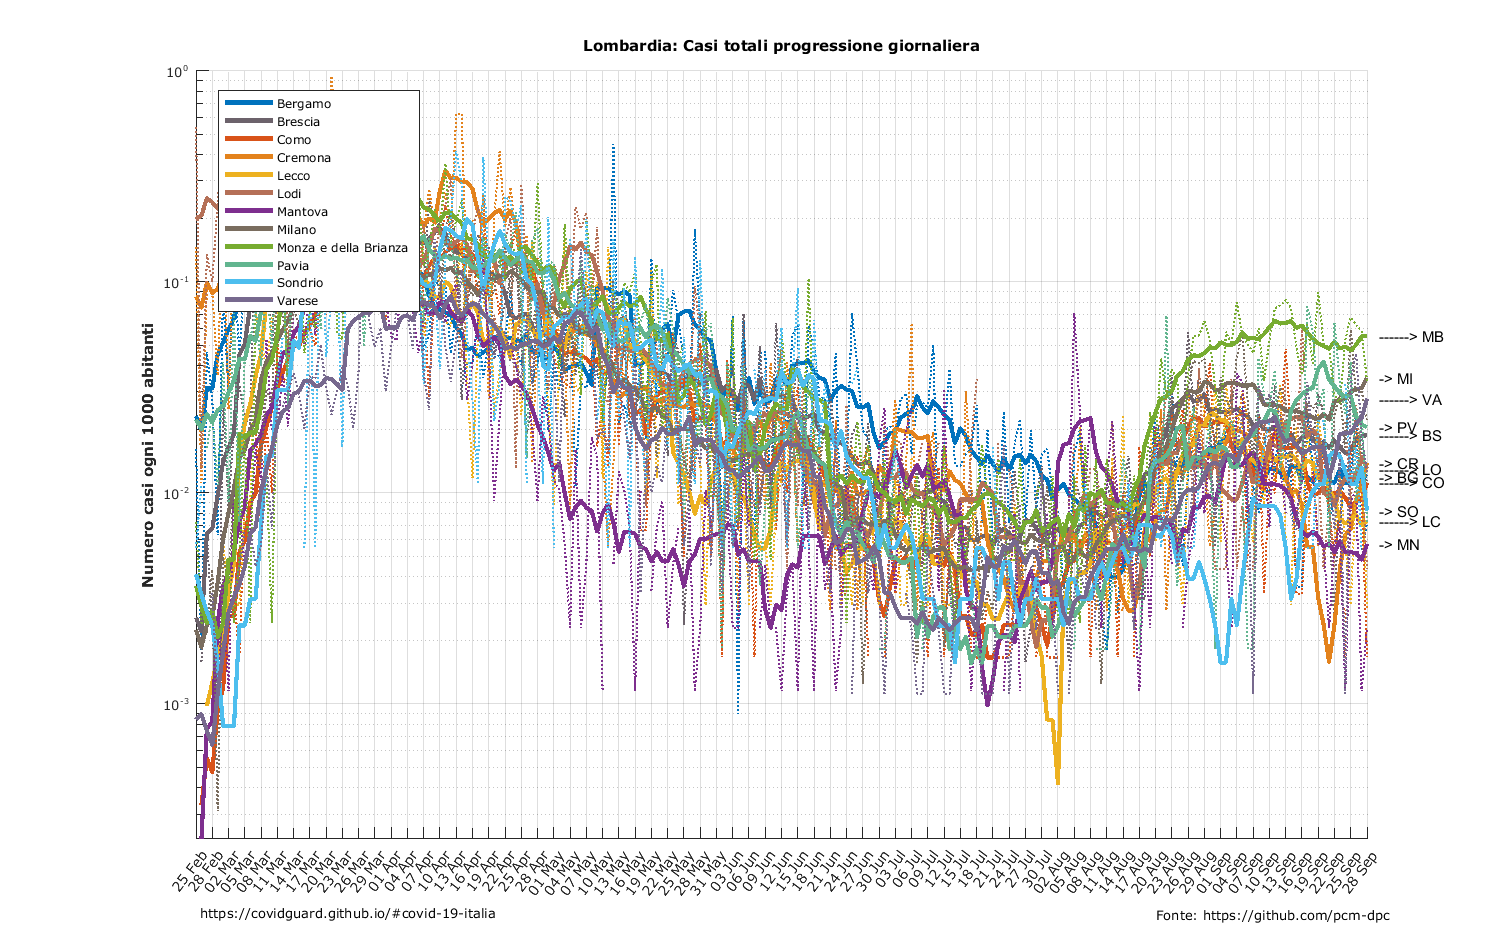 Lombardia: Casi totali progressione giornaliera
Numero casi ogni 1000 abitanti
10^0
10^-1
10^-2
10^-3
Bergamo
Brescia
Como
Cremona
Lecco
Lodi
Mantova
Milano
Monza e della Brianza
Pavia
Sondrio
Varese
------> MB
-> MI
------> VA
-> PV
------> BS
-> CR
------> LO
-> BG
------> CO
-> SO
------> LC
-> MN
25 Feb
28 Feb
02 Mar
05 Mar
08 Mar
11 Mar
14 Mar
17 Mar
20 Mar
23 Mar
26 Mar
29 Mar
01 Apr
04 Apr
07 Apr
10 Apr
13 Apr
16 Apr
19 Apr
22 Apr
25 Apr
28 Apr
01 May
04 May
07 May
10 May
13 May
16 May
19 May
22 May
25 May
28 May
31 May
03 Jun
06 Jun
09 Jun
12 Jun
15 Jun
18 Jun
21 Jun
24 Jun
27 Jun
30 Jun
03 Jul
06 Jul
09 Jul
12 Jul
15 Jul
18 Jul
21 Jul
24 Jul
27 Jul
30 Jul
02 Aug
05 Aug
08 Aug
11 Aug
14 Aug
17 Aug
20 Aug
23 Aug
26 Aug
29 Aug
01 Sep
04 Sep
07 Sep
10 Sep
13 Sep
16 Sep
19 Sep
22 Sep
25 Sep
28 Sep
https://covidguard.github.io/#covid-19-italia
Fonte: https://github.com/pcm-dpc